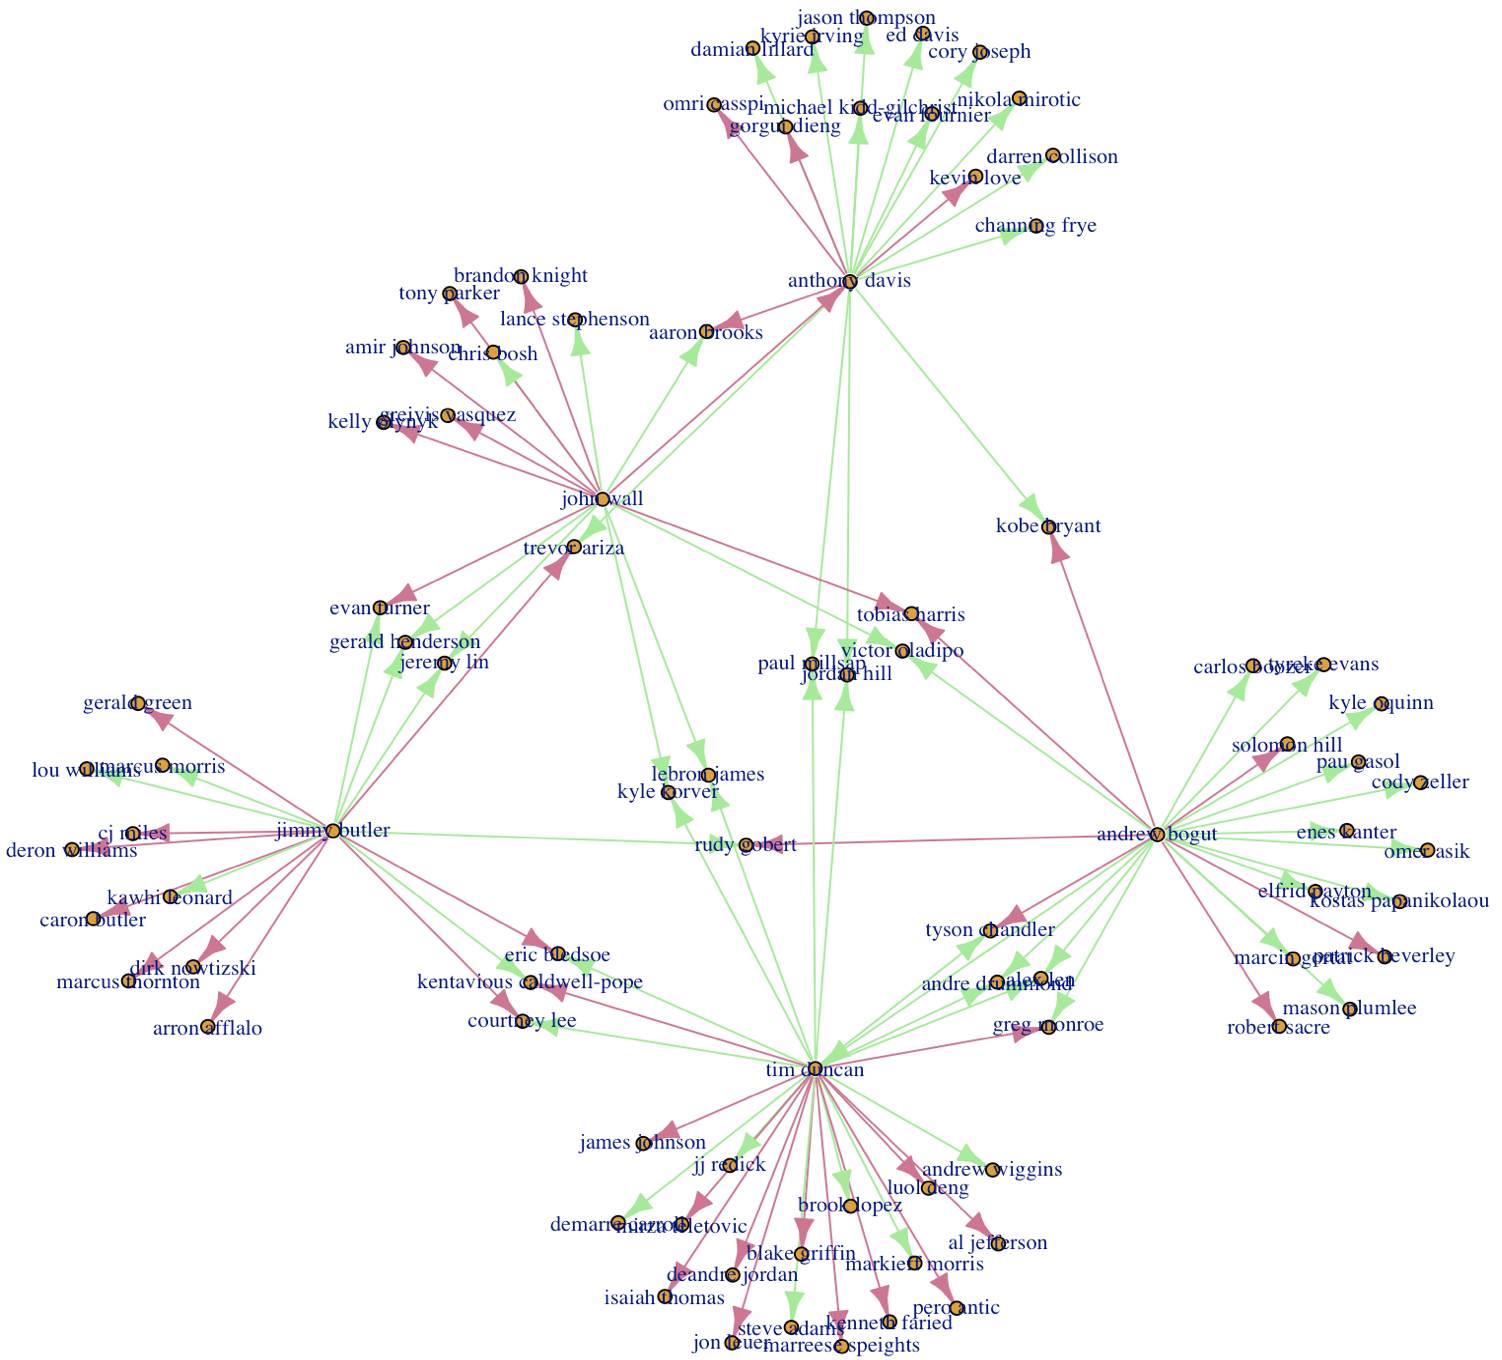 jason thompson
kyrie irving
ed davis
damian lillard
cory joseph
omri casspi
michael kidd-gilchrist
nikola mirotic
evan fournier
gorgui dieng
darren collison
kevin love
channing frye
anthony davis
brandon knight
tony parker
lance stephenson
aaron brooks
amir johnson
chris bosh
greivis vasquez
kelly olynyk
john wall
kobe bryant
trevor ariza
evan turner
tobias harris
gerald henderson
victor oladipo
jeremy lin
paul millsap
jordan hill
carlos boozer
tyreke evans
gerald green
kyle oquinn
solomon hill
pau gasol
lou williams
marcus morris
lebron james
cody zeller
kyle korver
cj miles
jimmy butler
andrew bogut
enes kanter
rudy gobert
deron williams
omer asik
elfrid payton
kawhi leonard
kostas papanikolaou
caron butler
tyson chandler
eric bledsoe
marcin gortat
patrick beverley
dirk nowtizski
marcus thornton
kentavious caldwell-pope
andre drummond
alex len
mason plumlee
courtney lee
greg monroe
arron afflalo
robert sacre
tim duncan
james johnson
jj redick
andrew wiggins
luol deng
brook lopez
demarre carroll
mirza teletovic
al jefferson
blake griffin
markieff morris
deandre jordan
isaiah thomas
pero antic
kenneth faried
steve adams
jon leuer
marreese speights